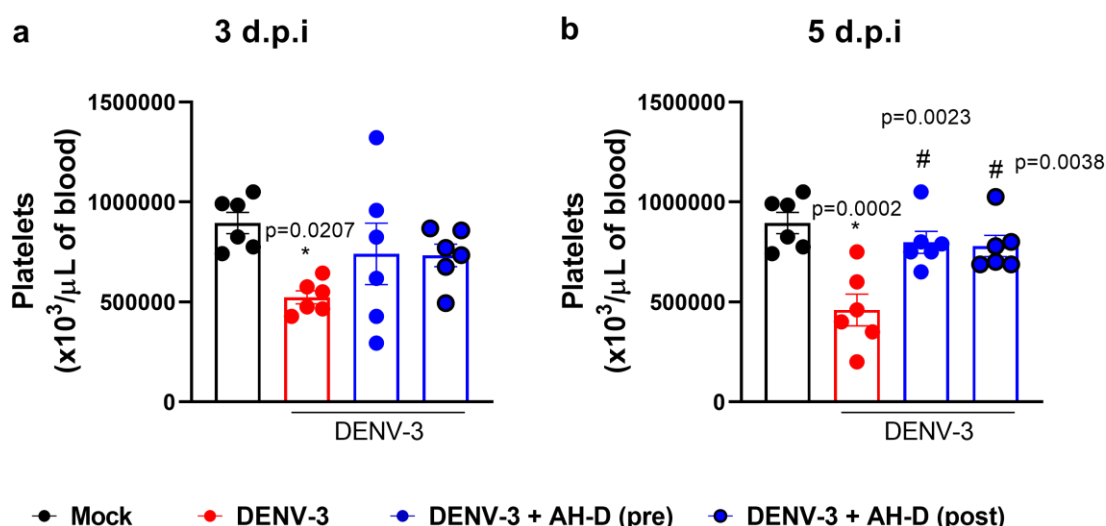 a 3 d.p.i
b 5 d.p.i
Platelets
(x10³/µL of blood)
1500000
1000000
500000
0
p=0.0207
*
DENV-3
Platelets
(x10³/µL of blood)
1500000
1000000
500000
0
p=0.0023
#
# p=0.0038
p=0.0002
*
DENV-3
Mock DENV-3 DENV-3 + AH-D (pre) DENV-3 + AH-D (post)